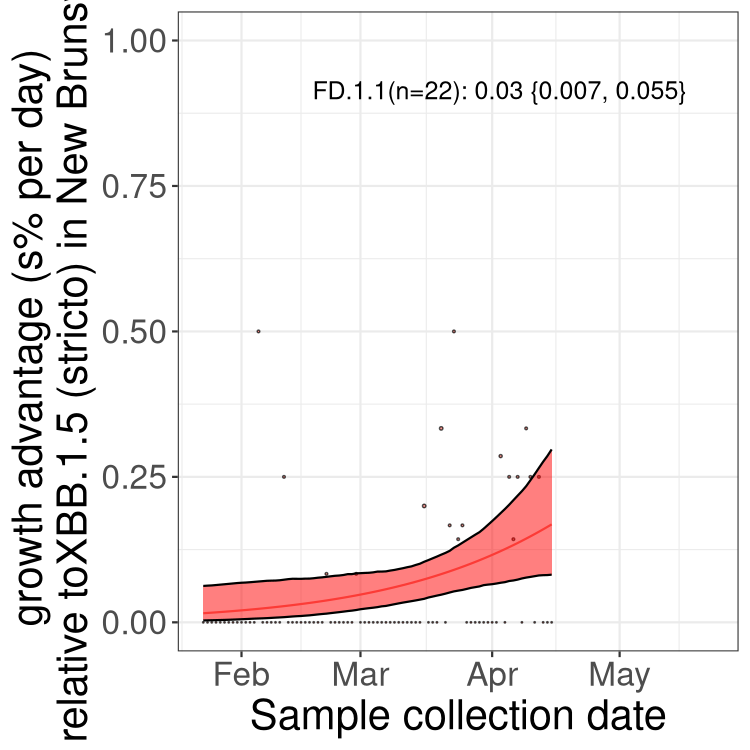 growth advantage (s% per day)
relative toXBB.1.5 (stricto) in New
1.00
0.75
0.50
0.25
0.00
FD.1.1(n=22): 0.03 {0.007, 0.055}
Feb Mar Apr May
Sample collection date